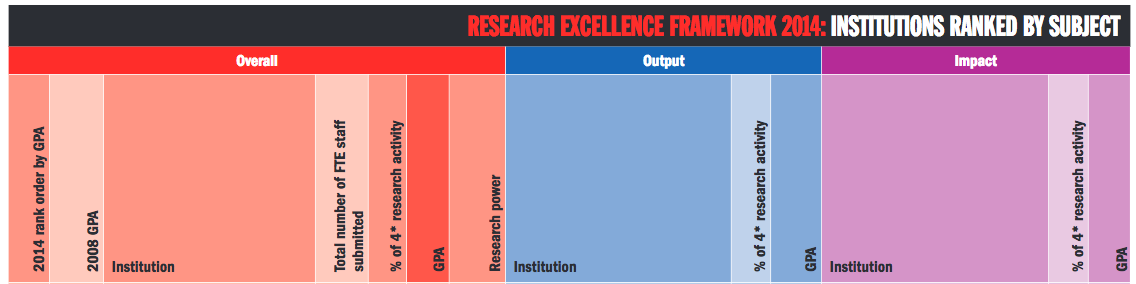 RESEARCH EXCELLENCE FRAMEWORK 2014: INSTITUTIONS RANKED BY SUBJECT
Overall
Output
Impact
2014 rank order by GPA
2008 GPA
Institution
Total number of FTE staff
submitted
% of 4* research activity
GPA
Research power
Institution
% of 4* research activity
GPA
Institution
% of 4* research activity
GPA